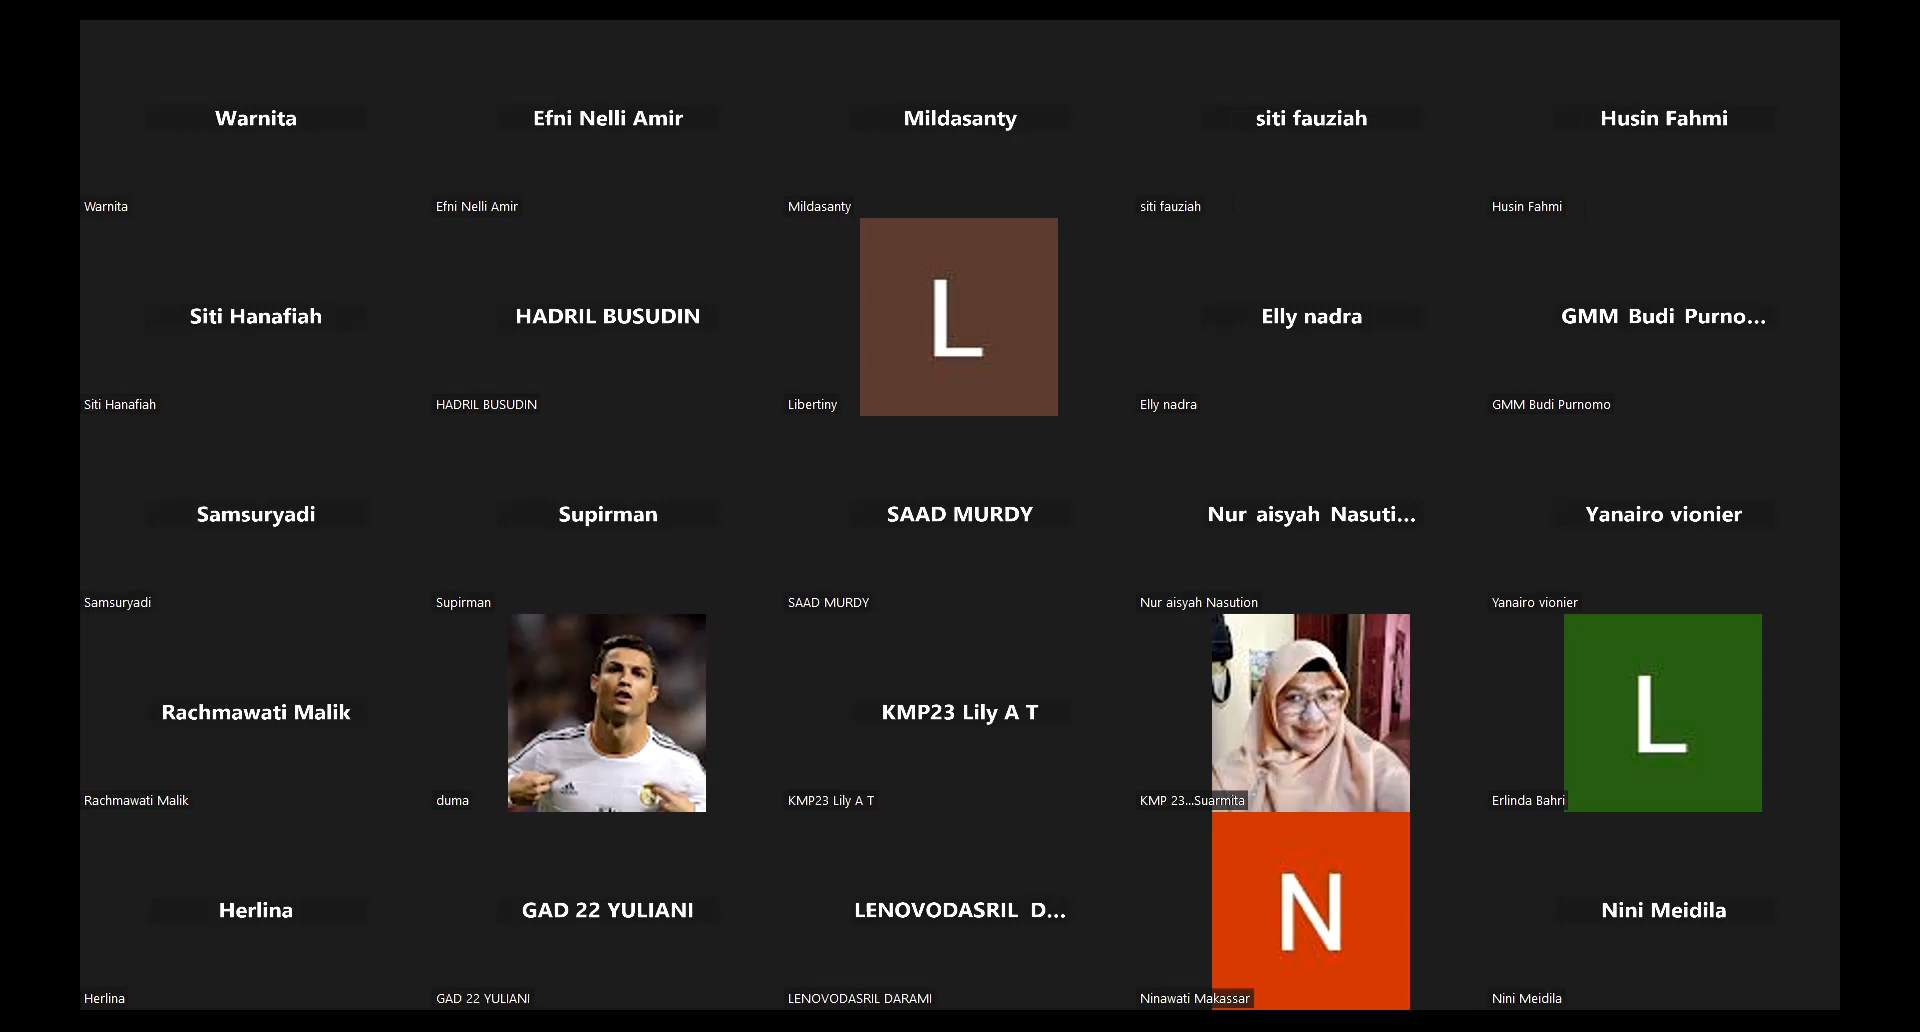 Warnita
Efni Nelli Amir
Mildasanty
siti fauziah
Husin Fahmi
Warnita
Efni Nelli Amir
Mildasanty
siti fauziah
Husin Fahmi
Siti Hanafiah
HADRIL BUSUDIN
L
Elly nadra
GMM Budi Purno...
Siti Hanafiah
HADRIL BUSUDIN
Libertiny
Elly nadra
GMM Budi Purnomo
Samsuryadi
Supirman
SAAD MURDY
Nur aisyah Nasuti...
Yanairo vionier
Samsuryadi
Supirman
SAAD MURDY
Nur aisyah Nasution
Yanairo vionier
Rachmawati Malik
KMP23 Lily A T
L
Rachmawati Malik
duma
KMP23 Lily A T
KMP 23...Suarmita
Erlinda Bahri
Herlina
GAD 22 YULIANI
LENOVODASRIL D...
N
Nini Meidila
Herlina
GAD 22 YULIANI
LENOVODASRIL DARAMI
Ninawati Makassar
Nini Meidila